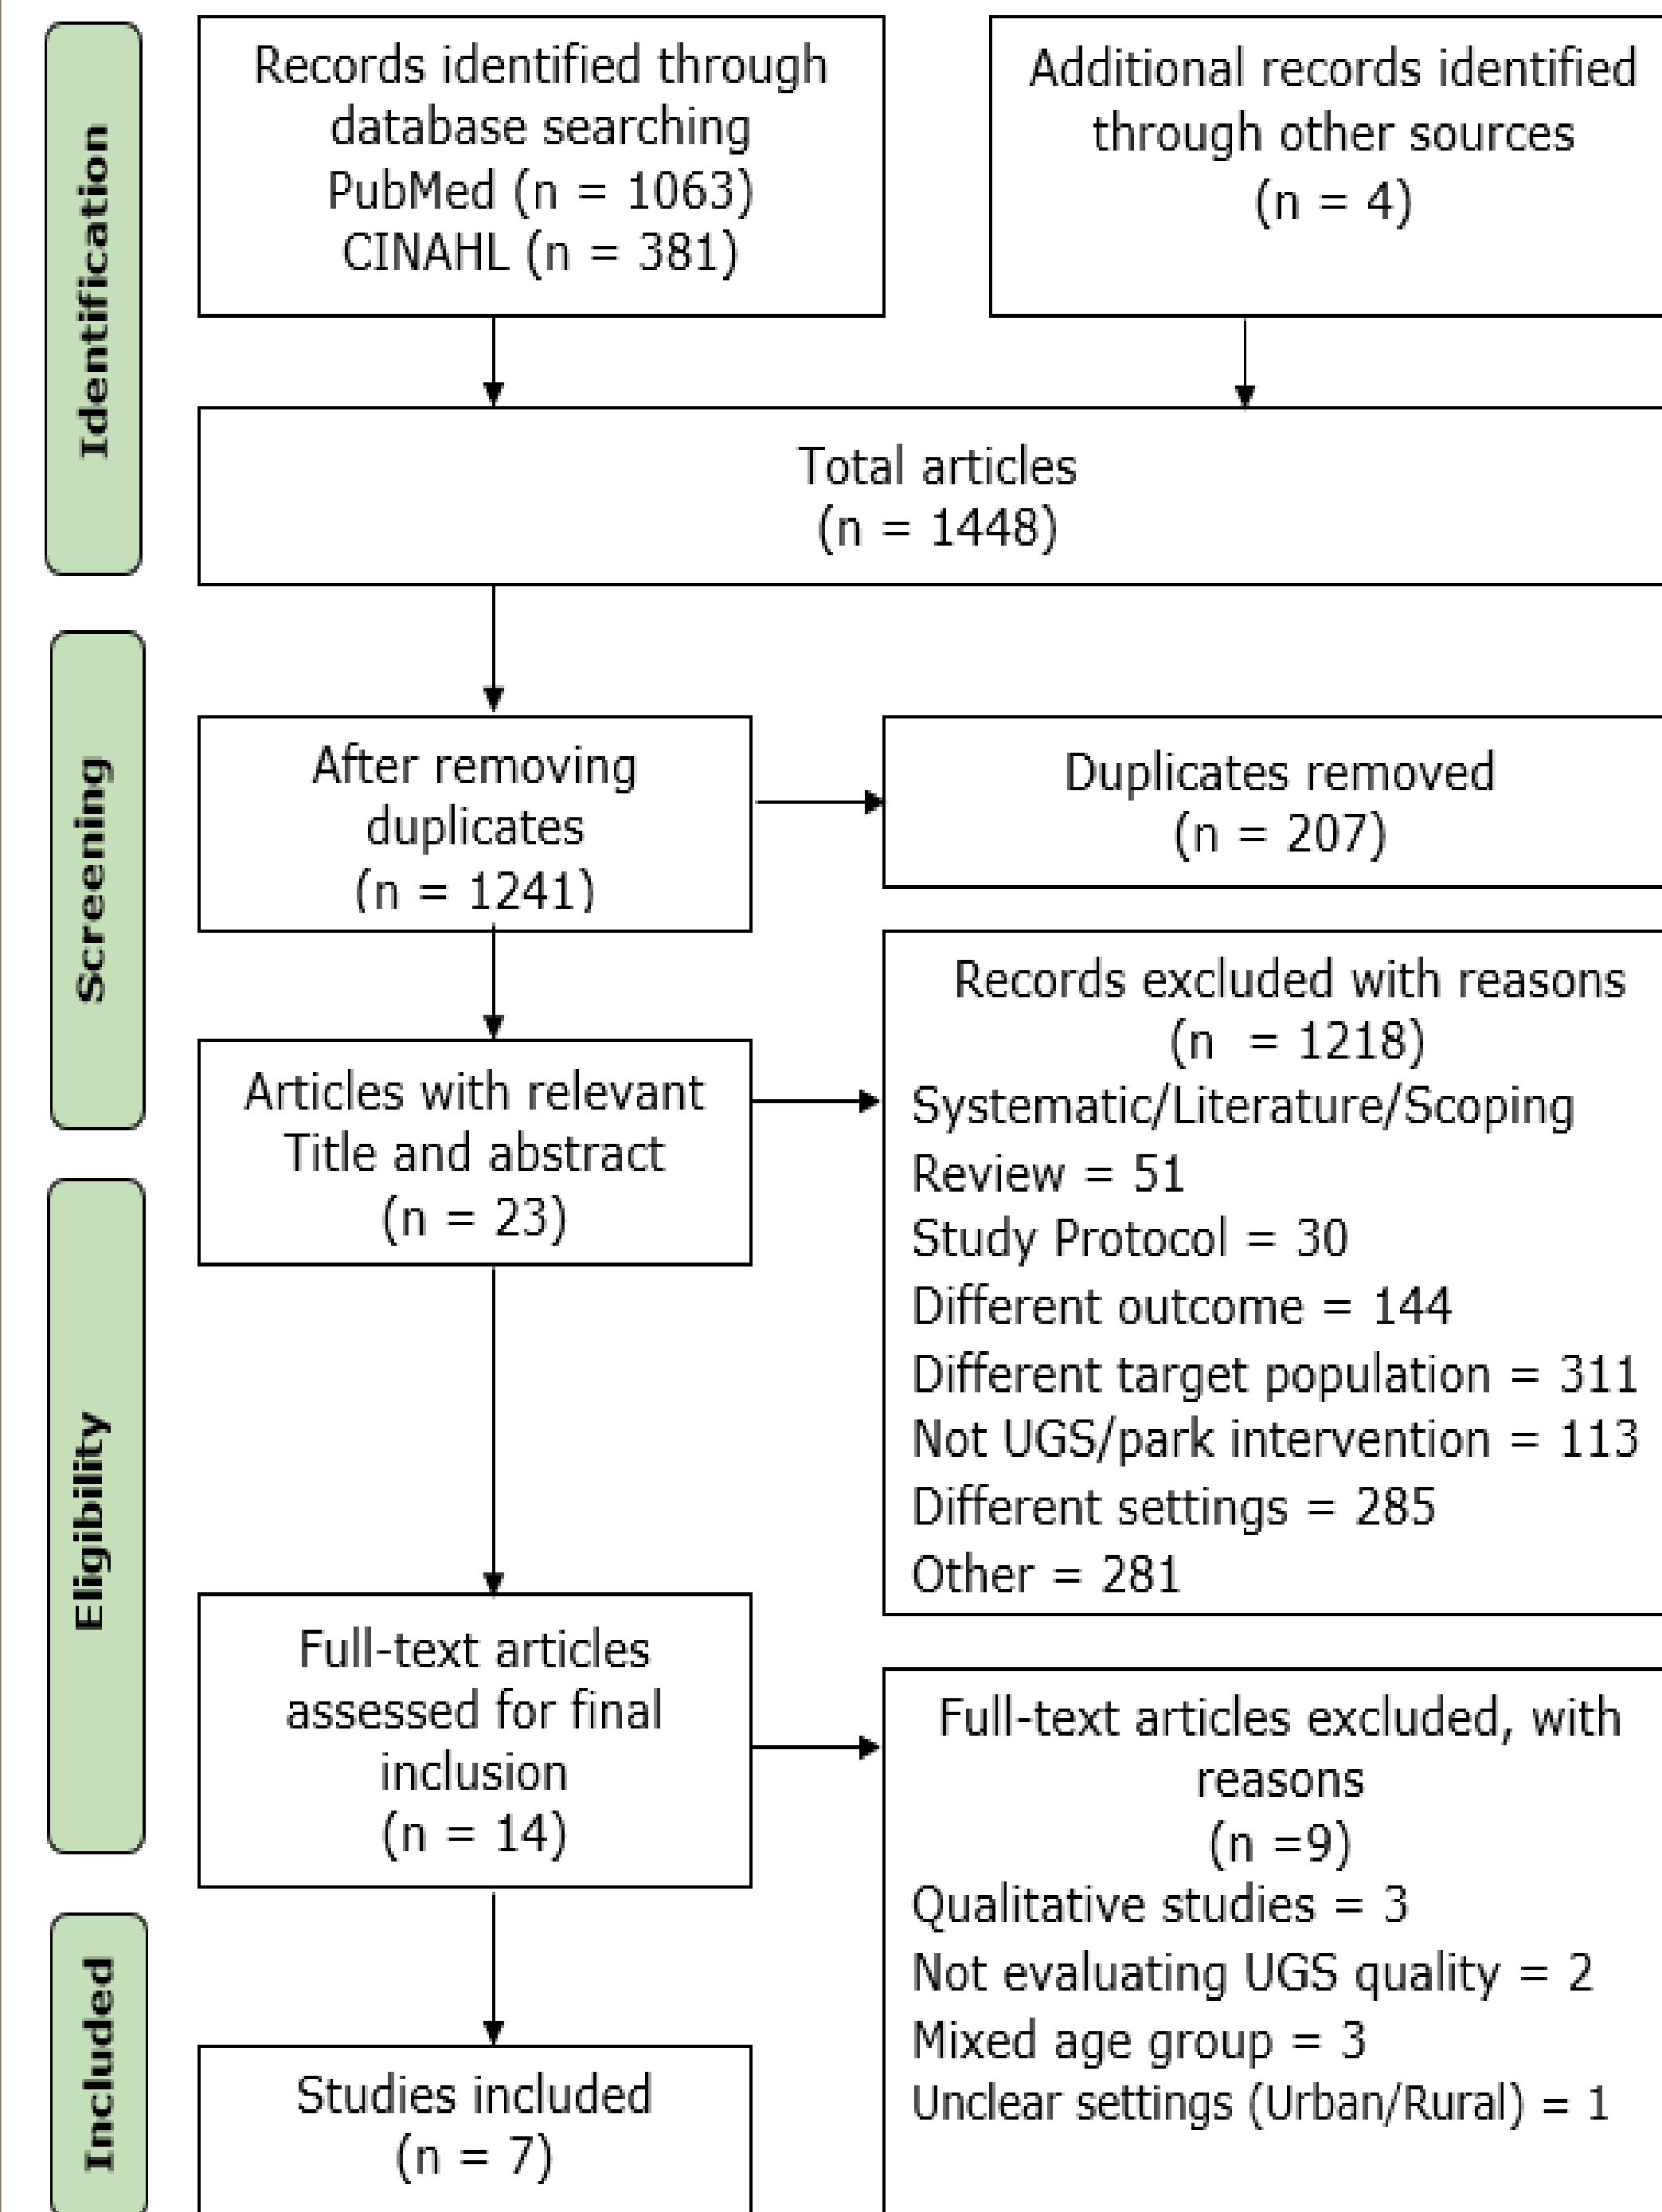 Identification
Records identified through
database searching
PubMed (n = 1063)
CINAHL (n = 381)
Additional records identified
through other sources
(n = 4)
Total articles
(n = 1448)
Screening
After removing
duplicates
(n = 1241)
Duplicates removed
(n = 207)
Articles with relevant
Title and abstract
(n = 23)
Records excluded with reasons
(n = 1218)
Systematic/Literature/Scoping
Review = 51
Study Protocol = 30
Different outcome = 144
Different target population = 311
Not UGS/park intervention = 113
Different settings = 285
Other = 281
Eligibility
Full-text articles
assessed for final
inclusion
(n = 14)
Full-text articles excluded, with
reasons
(n =9)
Qualitative studies = 3
Not evaluating UGS quality = 2
Mixed age group = 3
Unclear settings (Urban/Rural) = 1
Included
Studies included
(n = 7)